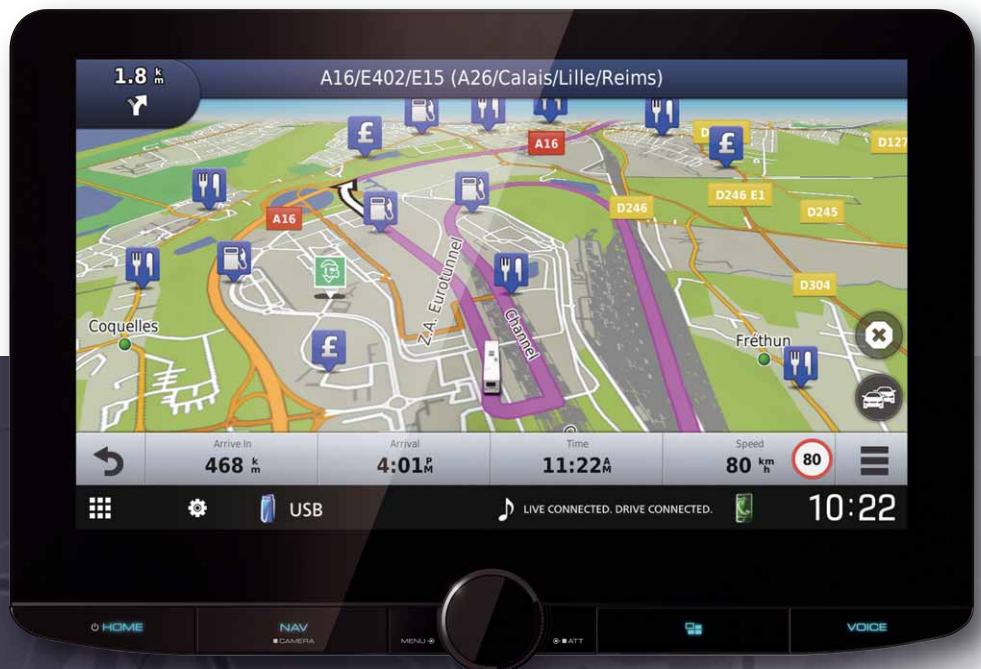 1.8 km
A16/E402/E15 (A26/Calais/Lille/Reims)
£
A16
£
D127
D246 E1
A16
D246
D245
Z.A. Eurotunnel
D304
Channel
Coquelles
£
Fréthun
Arrive In
Arrival
Time
Speed
468 km
4:01PM
11:22AM
80 km/h
80
USB
LIVE CONNECTED. DRIVE CONNECTED.
10:22
HOME
NAV
CAMERA
MENU
ATT
VOICE